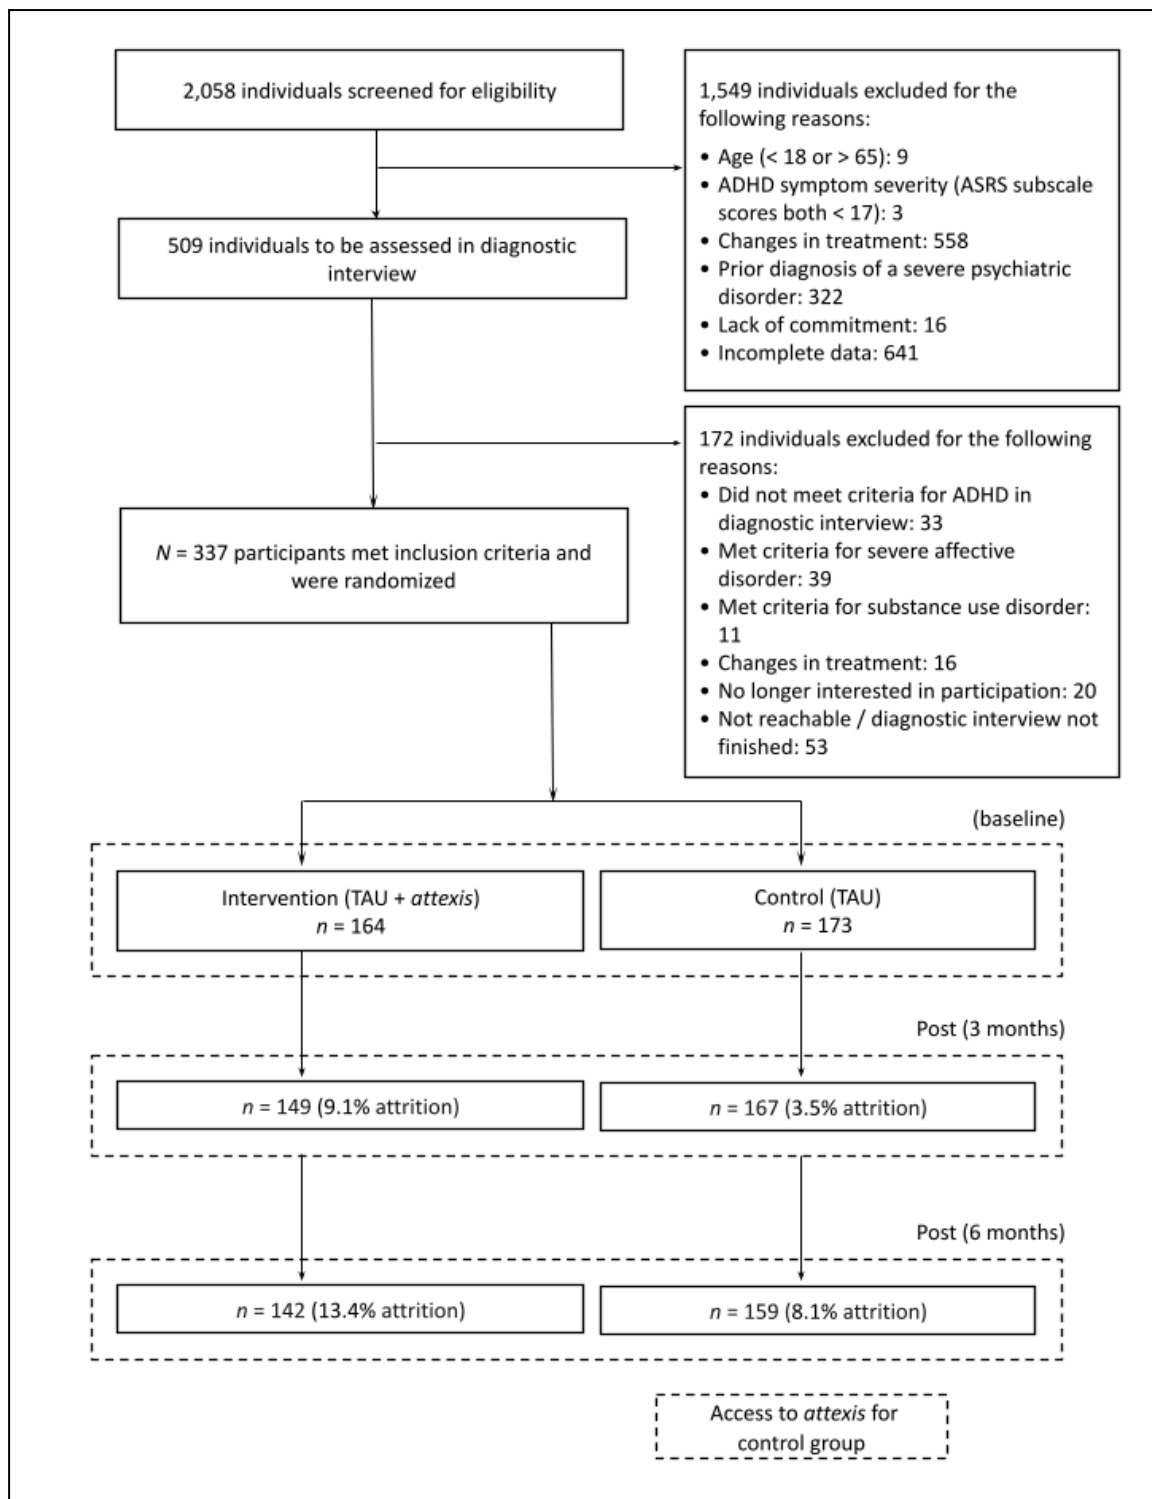 2,058 individuals screened for eligibility
1,549 individuals excluded for the
following reasons:
• Age (< 18 or > 65): 9
• ADHD symptom severity (ASRS subscale
scores both < 17): 3
• Changes in treatment: 558
• Prior diagnosis of a severe psychiatric
disorder: 322
• Lack of commitment: 16
• Incomplete data: 641
509 individuals to be assessed in diagnostic
interview
172 individuals excluded for the following
reasons:
• Did not meet criteria for ADHD in
diagnostic interview: 33
• Met criteria for severe affective
disorder: 39
• Met criteria for substance use disorder:
11
• Changes in treatment: 16
• No longer interested in participation: 20
• Not reachable / diagnostic interview not
finished: 53
N = 337 participants met inclusion criteria and
were randomized
(baseline)
Intervention (TAU + attexis)
n = 164
Control (TAU)
n = 173
Post (3 months)
n = 149 (9.1% attrition)
n = 167 (3.5% attrition)
Post (6 months)
n = 142 (13.4% attrition)
n = 159 (8.1% attrition)
Access to attexis for
control group